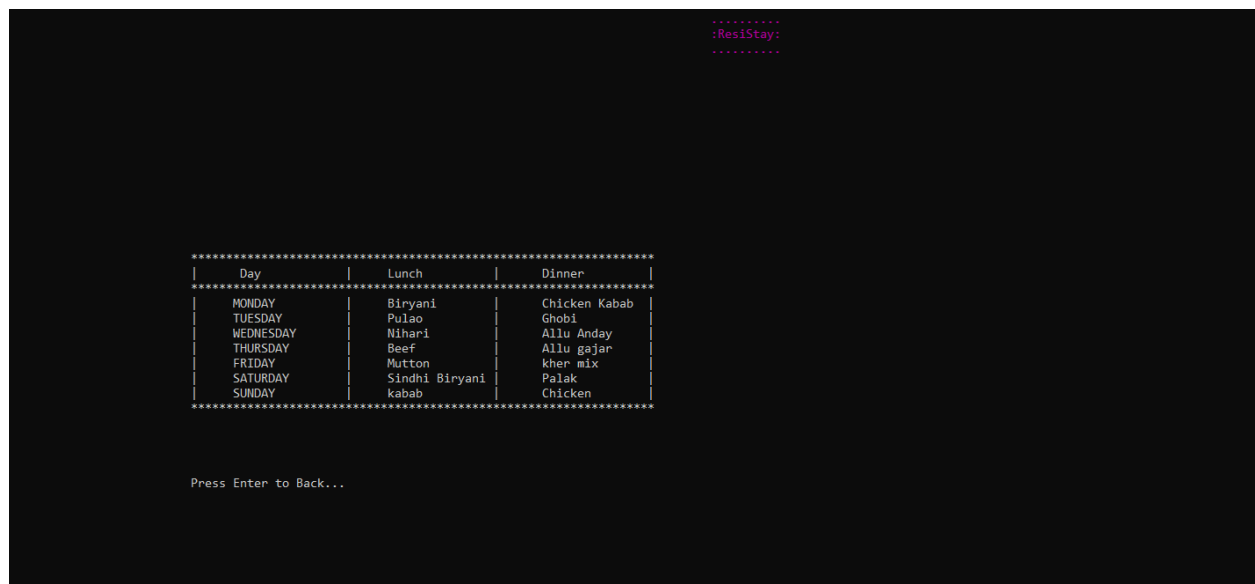 ..........
:ResiStay:
..........
******************************************************************
| Day | Lunch | Dinner |
******************************************************************
| MONDAY | Biryani | Chicken Kabab |
| TUESDAY | Pulao | Ghobi |
| WEDNESDAY | Nihari | Allu Anday |
| THURSDAY | Beef | Allu gajar |
| FRIDAY | Mutton | kher mix |
| SATURDAY | Sindhi Biryani | Palak |
| SUNDAY | kabab | Chicken |
******************************************************************
Press Enter to Back...